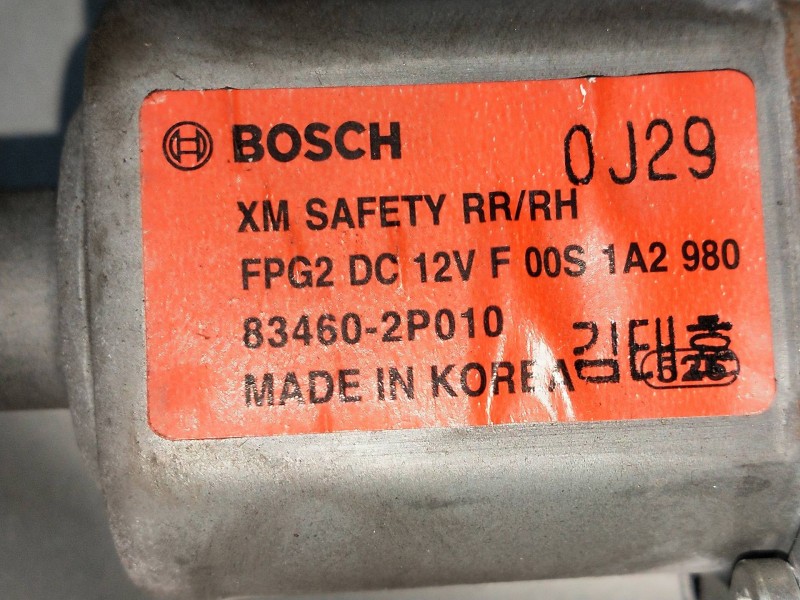 BOSCH 0J29
XM SAFETY RR/RH
FPG2 DC 12V F 00S 1A2 980
83460-2P010
MADE IN KOREA 김태훈